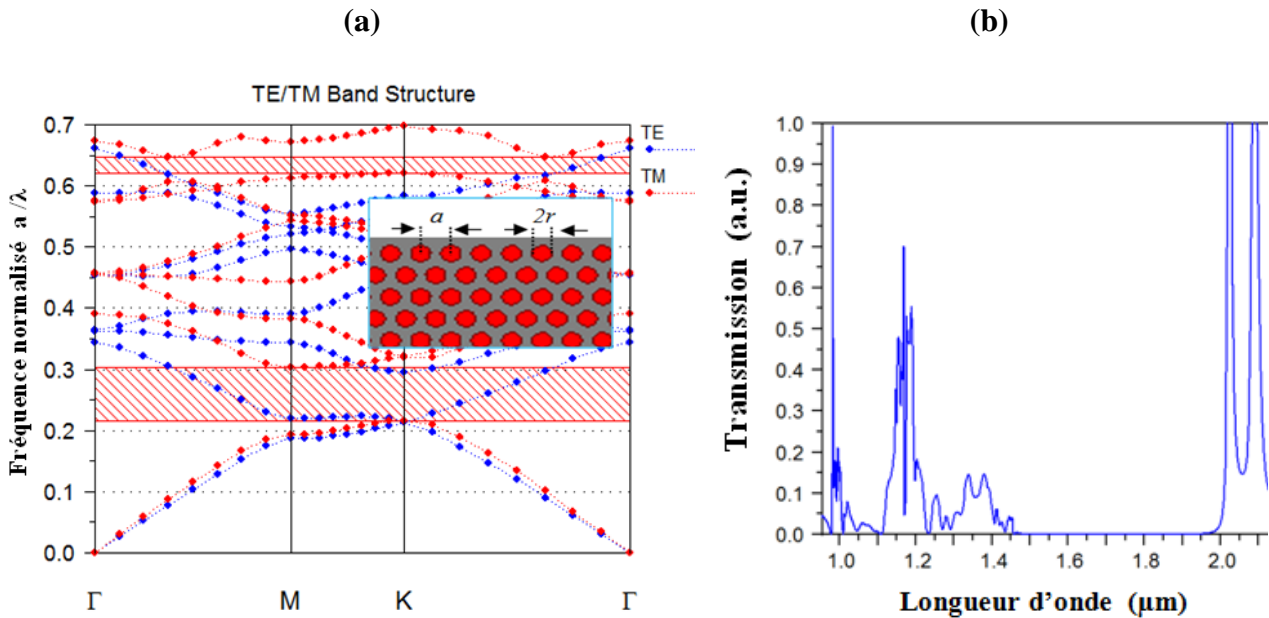 (a)
(b)
TE/TM Band Structure
Fréquence normalisé a /λ
0.7
0.6
0.5
0.4
0.3
0.2
0.1
0.0
Γ
M
K
Γ
TE
TM
a
2r
Transmission (a.u.)
1.0
0.9
0.8
0.7
0.6
0.5
0.4
0.3
0.2
0.1
0.0
1.0
1.2
1.4
1.6
1.8
2.0
Longueur d’onde (µm)